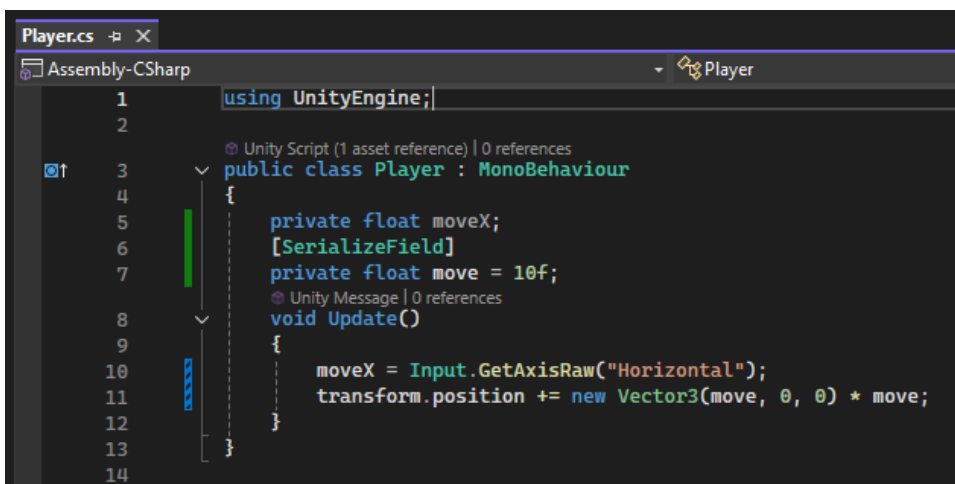 Player.cs
Assembly-CSharp Player
1 using UnityEngine;
2
Unity Script (1 asset reference) | 0 references
3 public class Player : MonoBehaviour
4 {
5 private float moveX;
6 [SerializeField]
7 private float move = 10f;
Unity Message | 0 references
8 void Update()
9 {
10 moveX = Input.GetAxisRaw("Horizontal");
11 transform.position += new Vector3(move, 0, 0) * move;
12 }
13 }
14